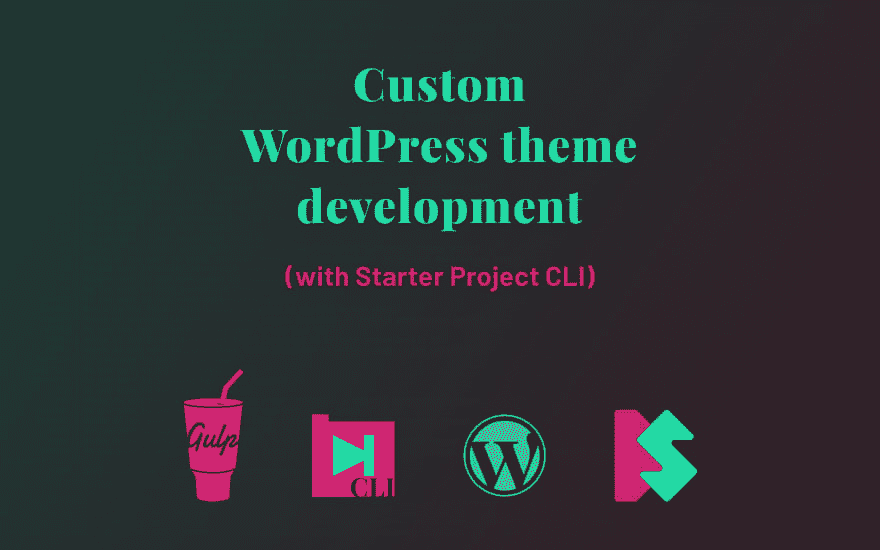 Custom
WordPress theme
development
(with Starter Project CLI)
Gulp
CLI
W